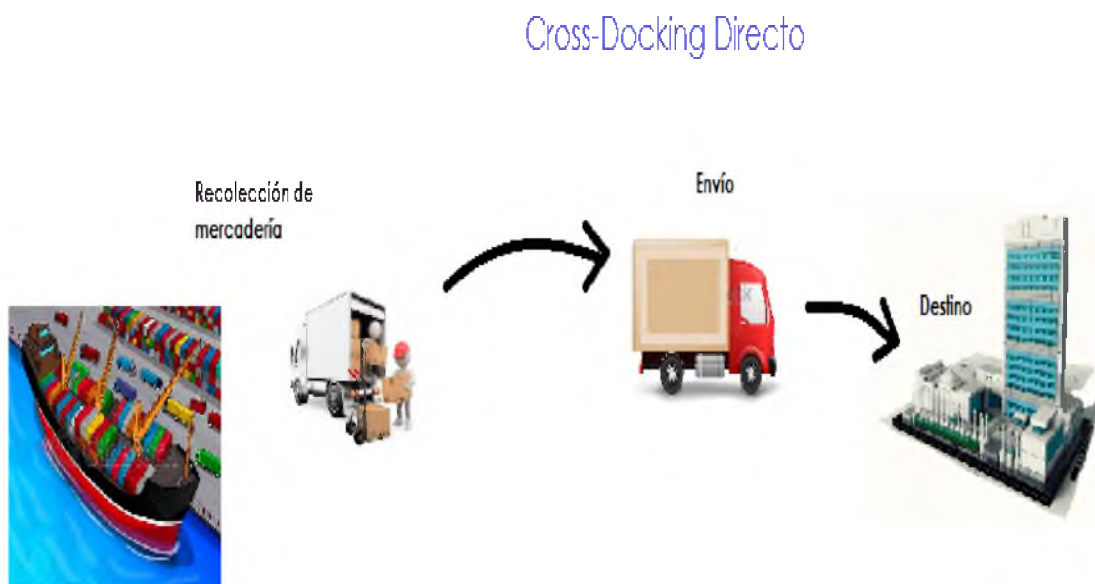 Cross-Docking Directo
Recolección de
mercadería
Envío
Destino